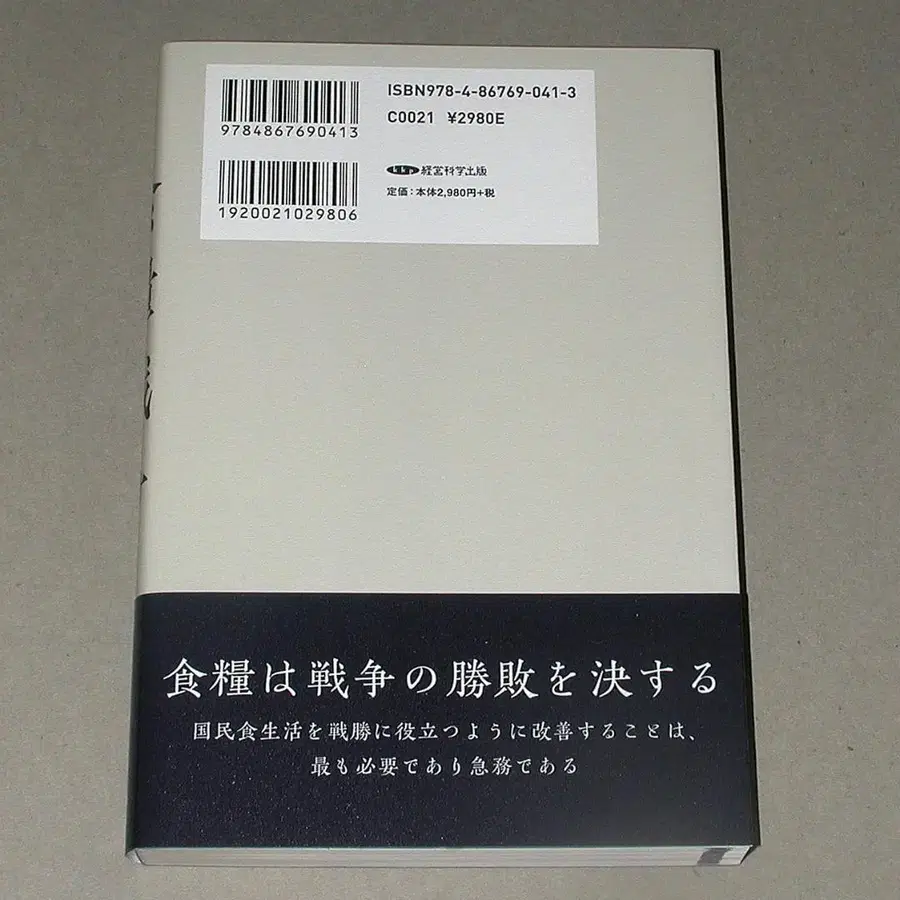 ISBN978-4-86769-041-3
C0021 ¥2980E
9784867690413
経営科学出版
定価：本体2,980円+税
1920021029806
食糧は戦争の勝敗を決する
国民食生活を戦勝に役立つように改善することは、
最も必要であり急務である